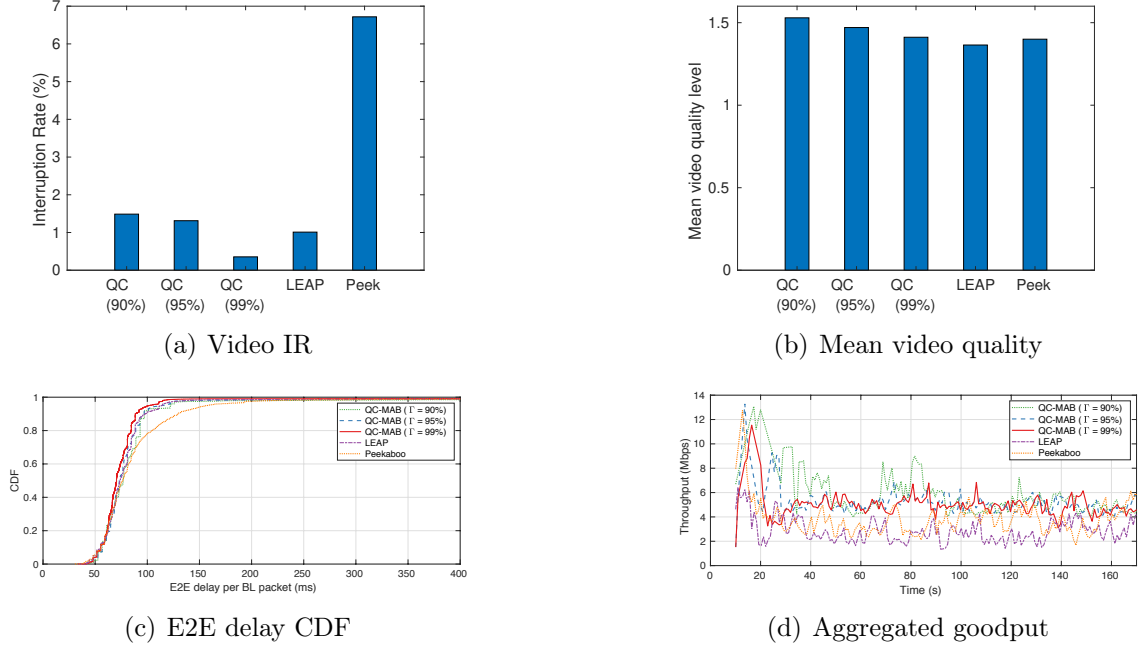 7
6
5
4
3
2
1
0
Interruption Rate (%)
QC (90%)
QC (95%)
QC (99%)
LEAP
Peek
(a) Video IR
1.5
1
0.5
0
Mean video quality level
QC (90%)
QC (95%)
QC (99%)
LEAP
Peek
(b) Mean video quality
1
0.8
0.6
0.4
0.2
0
CDF
QC-MAB ( Γ = 90%)
QC-MAB ( Γ = 95%)
QC-MAB ( Γ = 99%)
LEAP
Peekaboo
0 50 100 150 200 250 300 350 400
E2E delay per BL packet (ms)
(c) E2E delay CDF
14
12
10
8
6
4
2
0
Throughput (Mbps)
QC-MAB ( Γ = 90%)
QC-MAB ( Γ = 95%)
QC-MAB ( Γ = 99%)
LEAP
Peekaboo
0 20 40 60 80 100 120 140 160
Time (s)
(d) Aggregated goodput